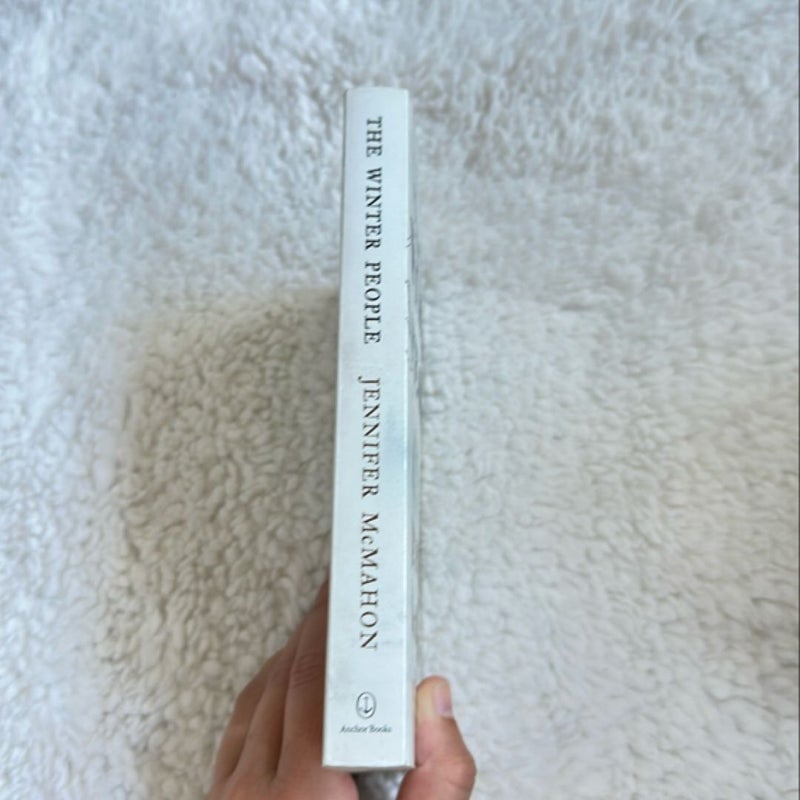 THE WINTER PEOPLE JENNIFER McMAHON
Anchor Books